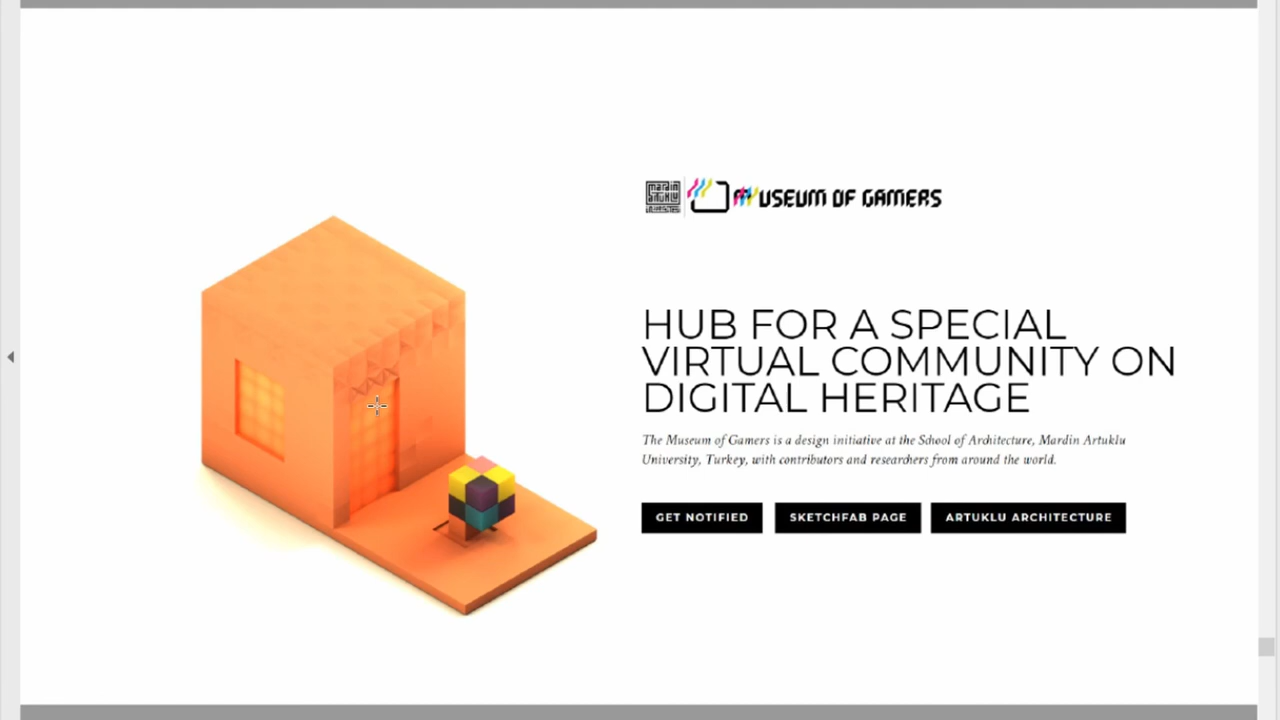 MUSEUM OF GAMERS
HUB FOR A SPECIAL
VIRTUAL COMMUNITY ON
DIGITAL HERITAGE
The Museum of Gamers is a design initiative at the School of Architecture, Mardin Artuklu
University, Turkey, with contributors and researchers from around the world.
GET NOTIFIED
SKETCHFAB PAGE
ARTUKLU ARCHITECTURE